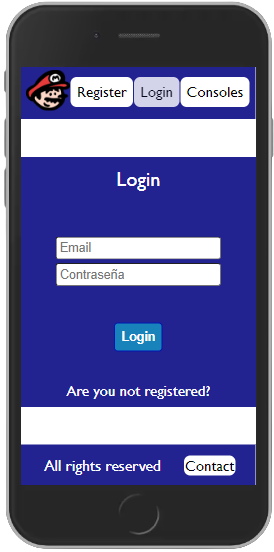 Register Login Consoles
Login
Email
Contraseña
Login
Are you not registered?
All rights reserved Contact